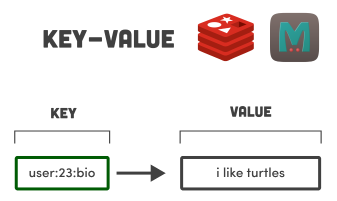 KEY-VALUE
KEY
VALUE
user:23:bio
i like turtles